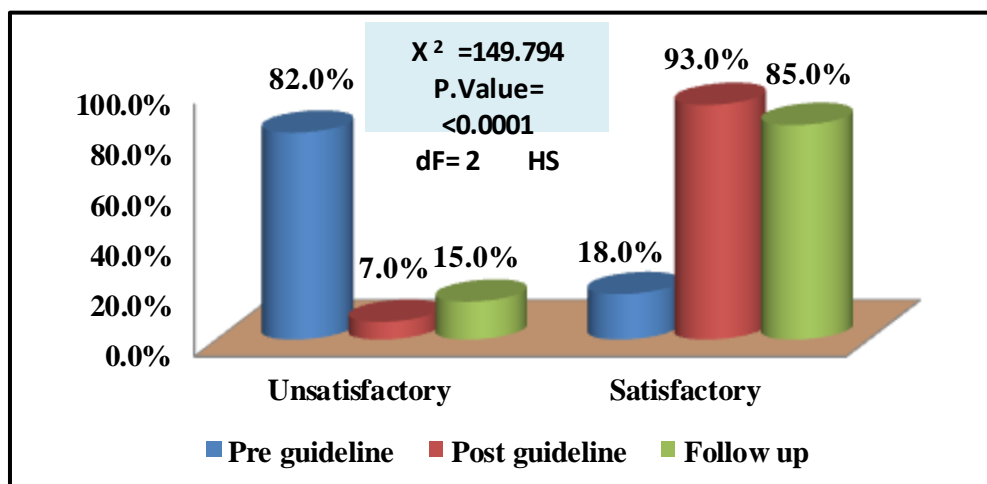 X ² =149.794
P.Value=
<0.0001
dF= 2 HS
82.0%
7.0%
15.0%
18.0%
93.0%
85.0%
100.0%
80.0%
60.0%
40.0%
20.0%
0.0%
Unsatisfactory
Satisfactory
Pre guideline
Post guideline
Follow up